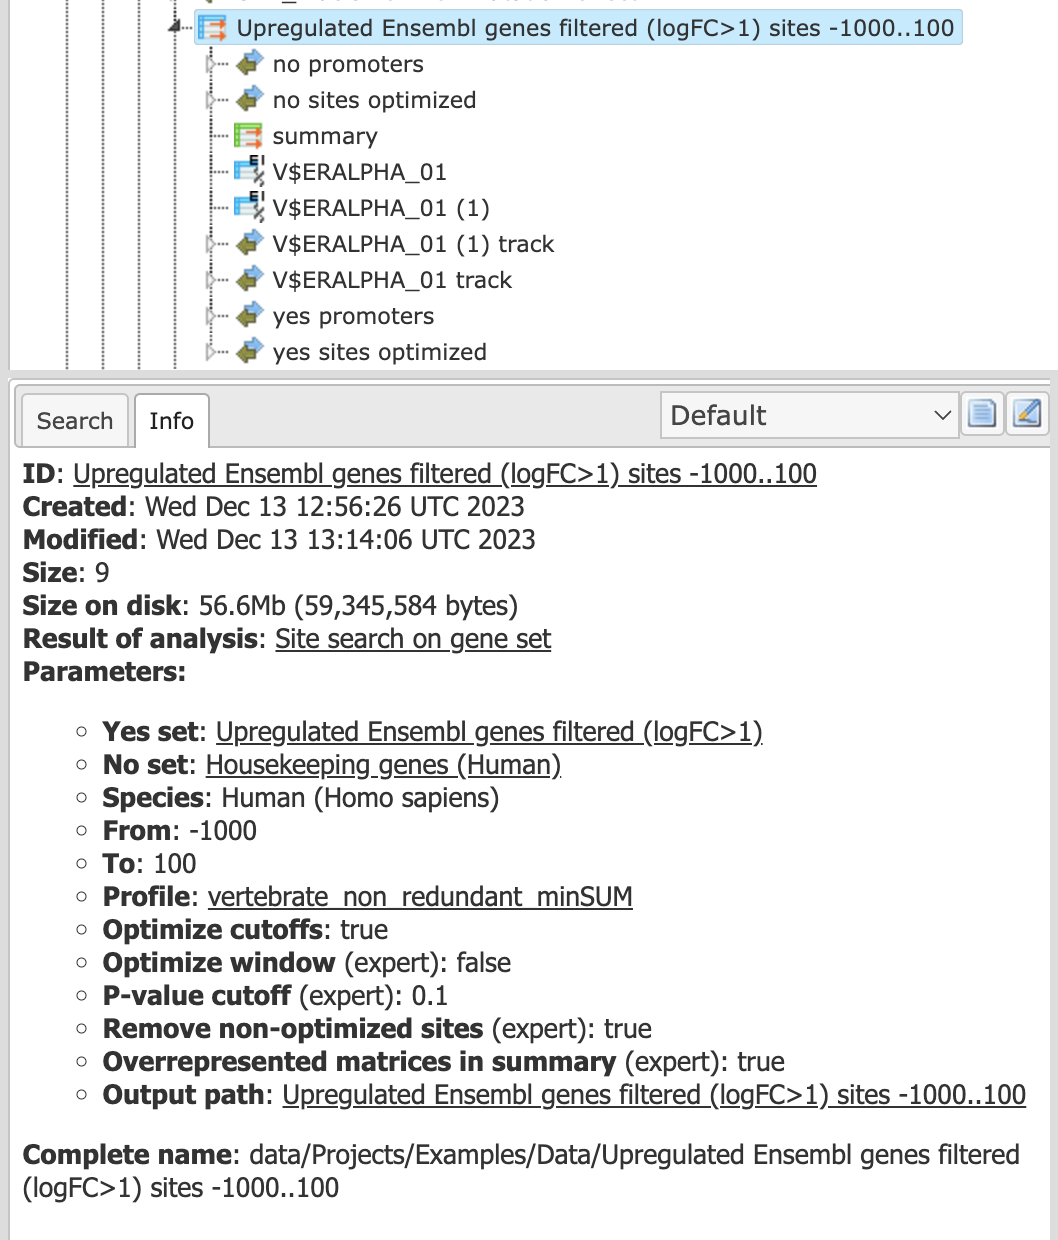 Upregulated Ensembl genes filtered (logFC>1) sites -1000..100
no promoters
no sites optimized
summary
V$ERALPHA_01
V$ERALPHA_01 (1)
V$ERALPHA_01 (1) track
V$ERALPHA_01 track
yes promoters
yes sites optimized
Search Info Default
ID: Upregulated Ensembl genes filtered (logFC>1) sites -1000..100
Created: Wed Dec 13 12:56:26 UTC 2023
Modified: Wed Dec 13 13:14:06 UTC 2023
Size: 9
Size on disk: 56.6Mb (59,345,584 bytes)
Result of analysis: Site search on gene set
Parameters:
Yes set: Upregulated Ensembl genes filtered (logFC>1)
No set: Housekeeping genes (Human)
Species: Human (Homo sapiens)
From: -1000
To: 100
Profile: vertebrate_non_redundant_minSUM
Optimize cutoffs: true
Optimize window (expert): false
P-value cutoff (expert): 0.1
Remove non-optimized sites (expert): true
Overrepresented matrices in summary (expert): true
Output path: Upregulated Ensembl genes filtered (logFC>1) sites -1000..100
Complete name: data/Projects/Examples/Data/Upregulated Ensembl genes filtered
(logFC>1) sites -1000..100